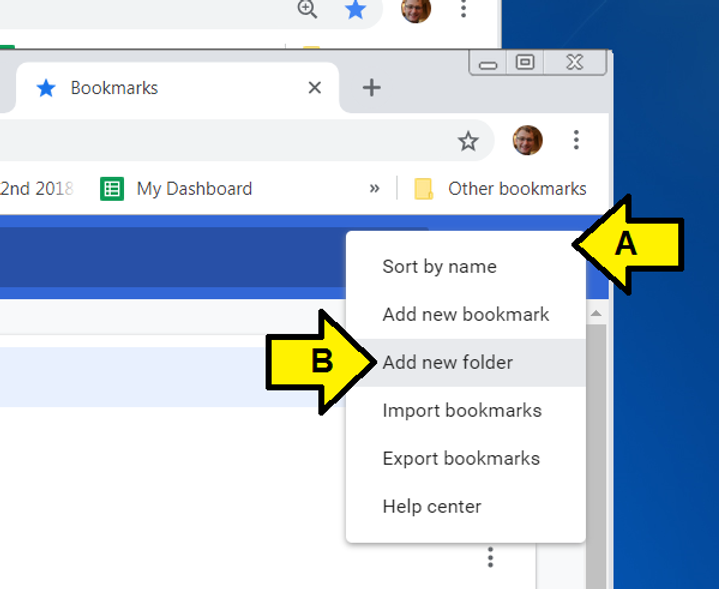 Bookmarks
2nd 2018
My Dashboard
»
Other bookmarks
A
Sort by name
Add new bookmark
B
Add new folder
Import bookmarks
Export bookmarks
Help center